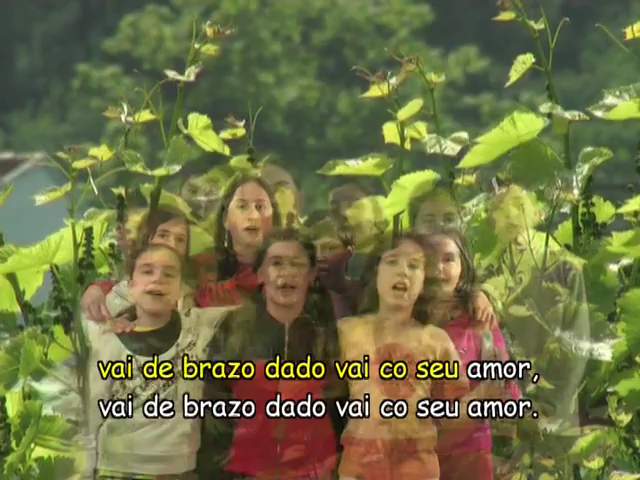 vai de brazo dado vai co seu amor,
vai de brazo dado vai co seu amor.